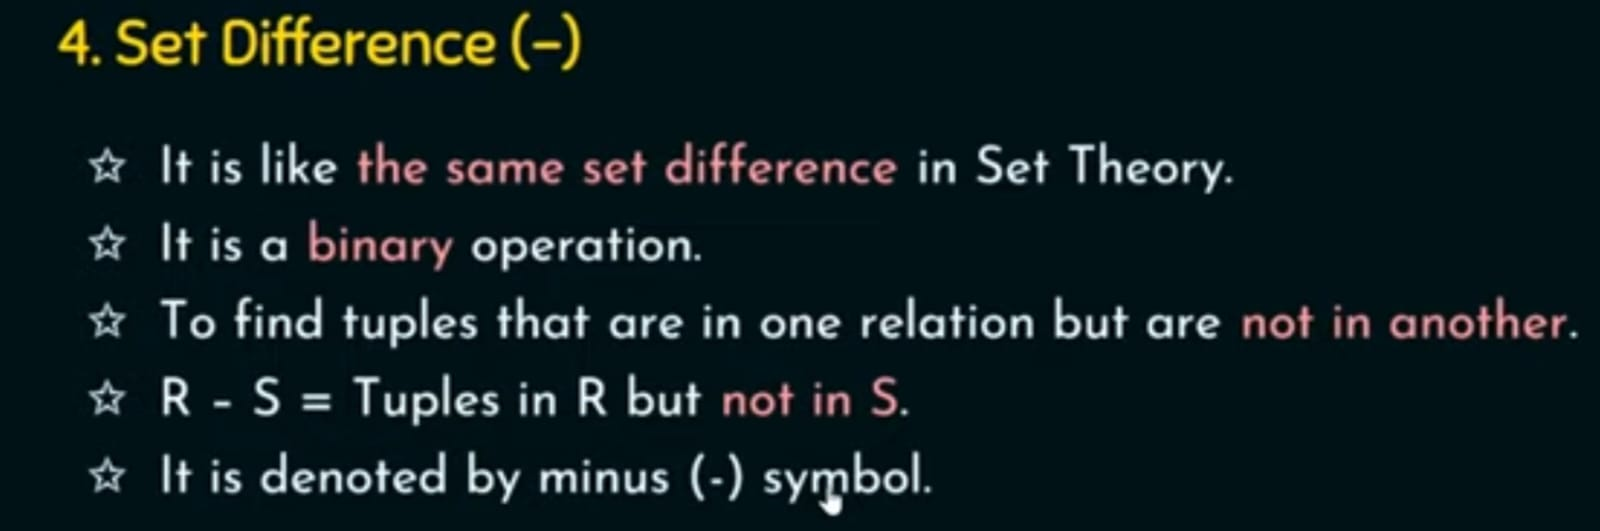 4. Set Difference (–)
☆ It is like the same set difference in Set Theory.
☆ It is a binary operation.
☆ To find tuples that are in one relation but are not in another.
☆ R – S = Tuples in R but not in S.
☆ It is denoted by minus (-) symbol.